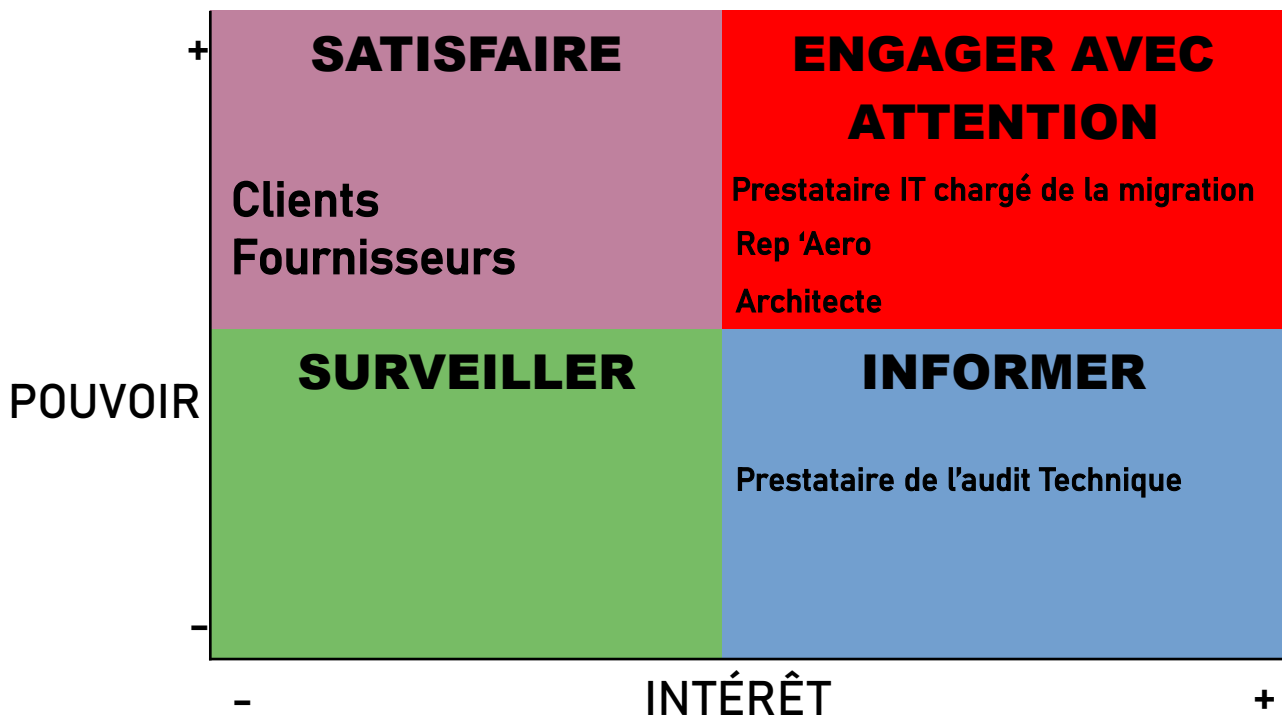 +
SATISFAIRE
Clients
Fournisseurs
ENGAGER AVEC
ATTENTION
Prestataire IT chargé de la migration
Rep ‘Aero
Architecte
POUVOIR
SURVEILLER
INFORMER
Prestataire de l’audit Technique
-
- INTÉRÊT +